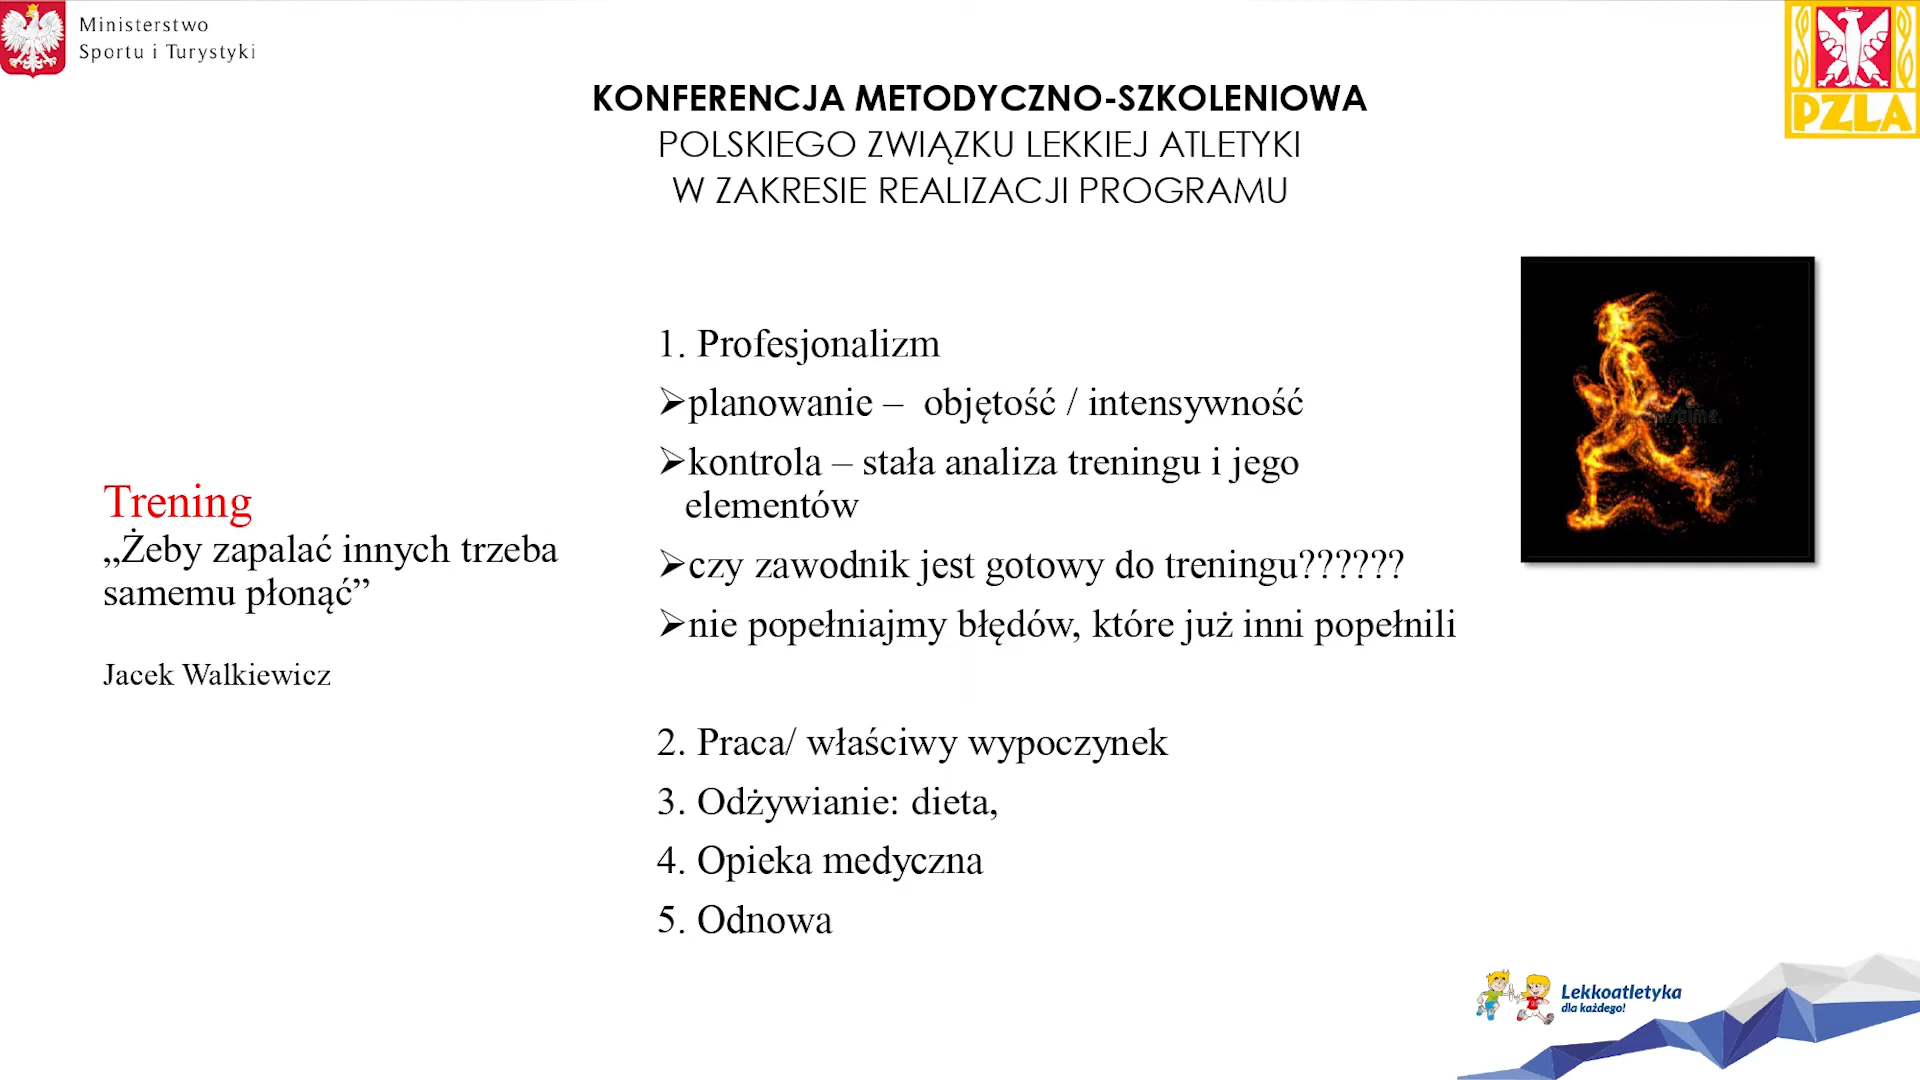 Ministerstwo
Sportu i Turystyki
PZLA
KONFERENCJA METODYCZNO-SZKOLENIOWA
POLSKIEGO ZWIĄZKU LEKKIEJ ATLETYKI
W ZAKRESIE REALIZACJI PROGRAMU
Trening
„Żeby zapalać innych trzeba
samemu płonąć”
Jacek Walkiewicz
1. Profesjonalizm
➢planowanie –  objętość / intensywność
➢kontrola – stała analiza treningu i jego
elementów
➢czy zawodnik jest gotowy do treningu??????
➢nie popełniajmy błędów, które już inni popełnili
2. Praca/ właściwy wypoczynek
3. Odżywianie: dieta,
4. Opieka medyczna
5. Odnowa
Lekkoatletyka
dla każdego!